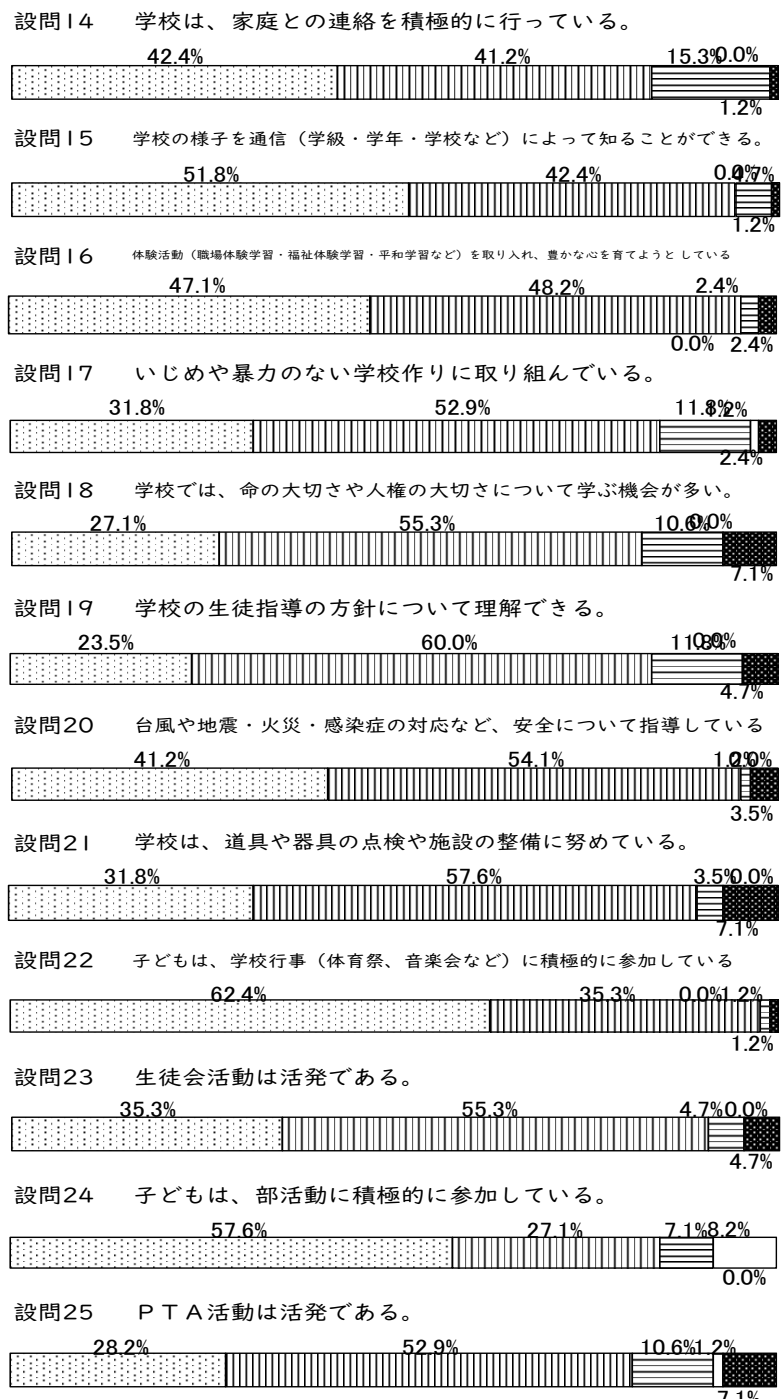 設問14　学校は、家庭との連絡を積極的に行っている。
42.4%　41.2%　15.3%　0.0%
1.2%
設問15　学校の様子を通信（学級・学年・学校など）によって知ることができる。
51.8%　42.4%　0.0%　4.7%
1.2%
設問16　体験活動（職場体験学習・福祉体験学習・平和学習など）を取り入れ、豊かな心を育てようとしている
47.1%　48.2%　2.4%
0.0%　2.4%
設問17　いじめや暴力のない学校作りに取り組んでいる。
31.8%　52.9%　11.8%　1.2%
2.4%
設問18　学校では、命の大切さや人権の大切さについて学ぶ機会が多い。
27.1%　55.3%　10.6%　0.0%
7.1%
設問19　学校の生徒指導の方針について理解できる。
23.5%　60.0%　11.8%　0.0%
4.7%
設問20　台風や地震・火災・感染症の対応など、安全について指導している
41.2%　54.1%　1.2%　0.0%
3.5%
設問21　学校は、道具や器具の点検や施設の整備に努めている。
31.8%　57.6%　3.5%　0.0%
7.1%
設問22　子どもは、学校行事（体育祭、音楽会など）に積極的に参加している
62.4%　35.3%　0.0%　1.2%
1.2%
設問23　生徒会活動は活発である。
35.3%　55.3%　4.7%　0.0%
4.7%
設問24　子どもは、部活動に積極的に参加している。
57.6%　27.1%　7.1%　8.2%
0.0%
設問25　ＰＴＡ活動は活発である。
28.2%　52.9%　10.6%　1.2%
7.1%